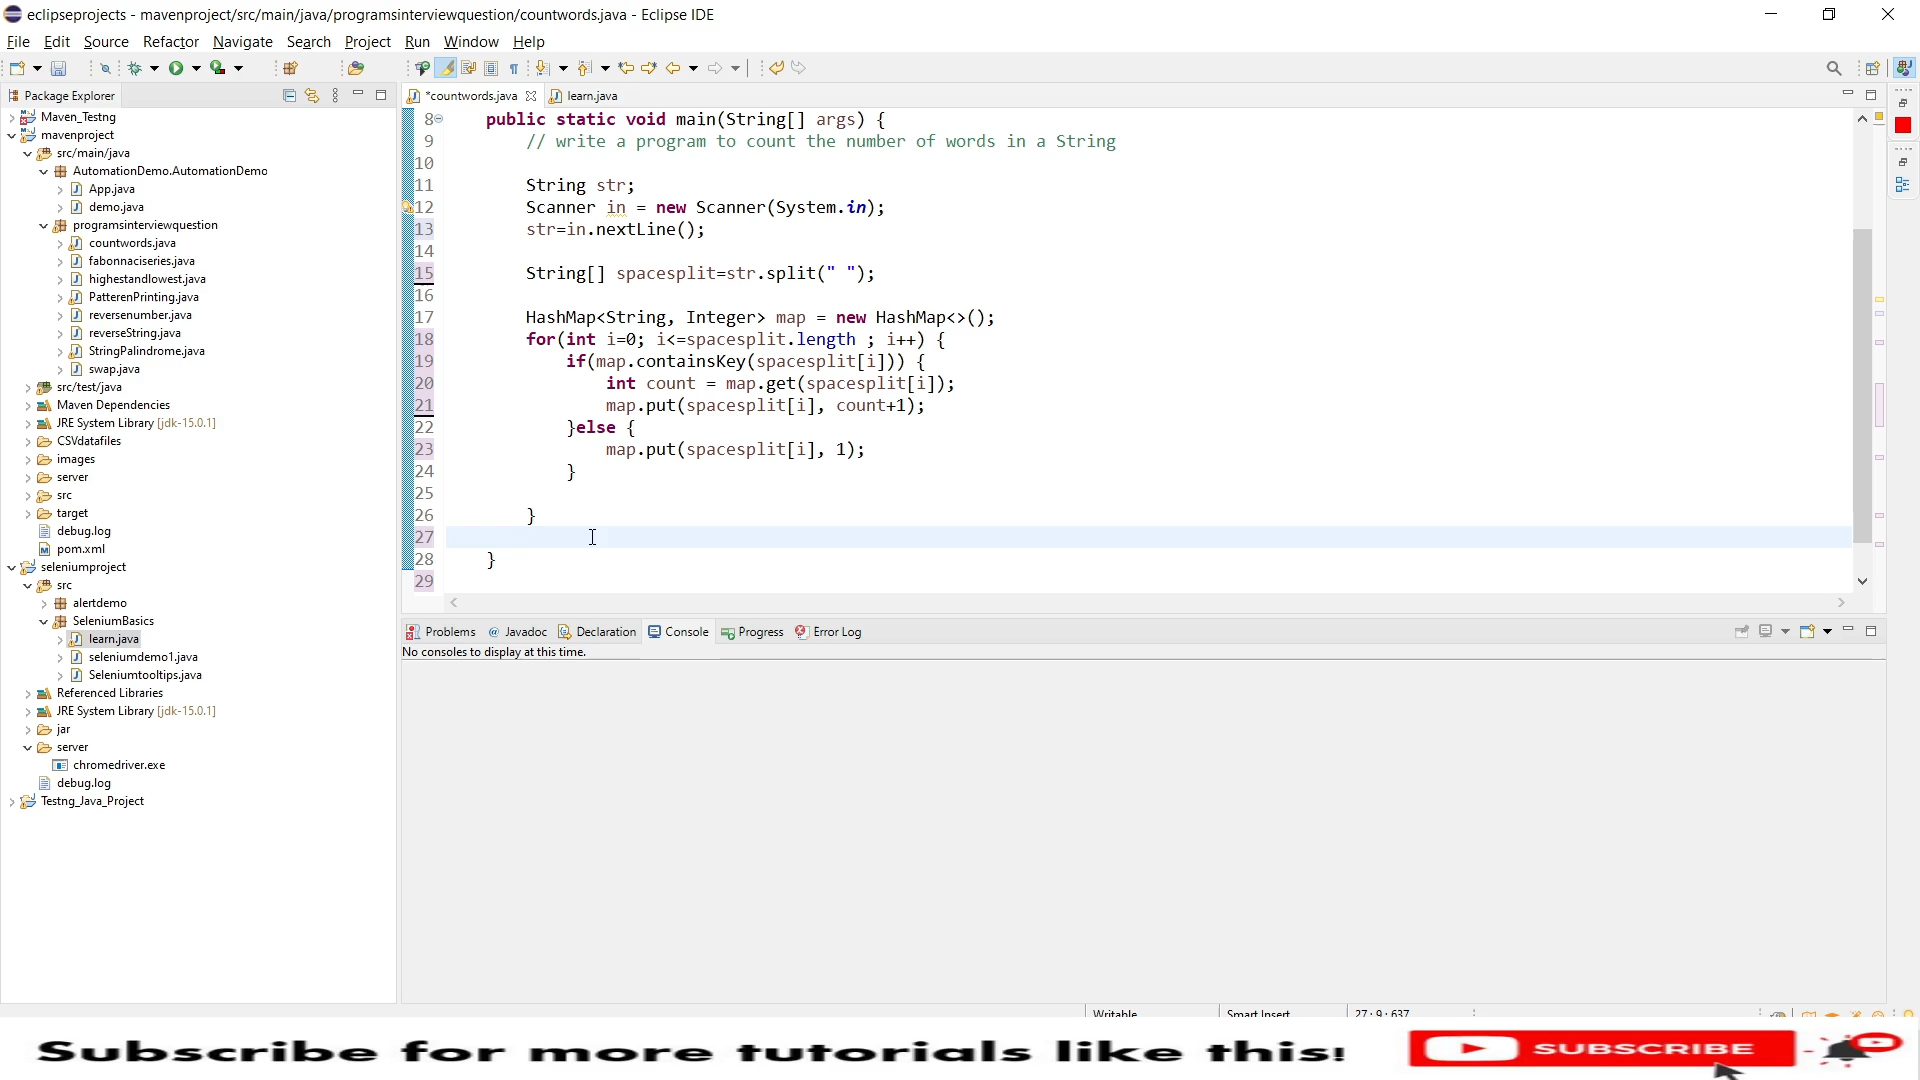 eclipseprojects - mavenproject/src/main/java/programsinterviewquestion/countwords.java - Eclipse IDE
File Edit Source Refactor Navigate Search Project Run Window Help
Package Explorer
Maven_Testng
mavenproject
src/main/java
AutomationDemo.AutomationDemo
App.java
demo.java
programsinterviewquestion
countwords.java
fabonnaciseries.java
highestandlowest.java
PatterenPrinting.java
reversenumber.java
reverseString.java
StringPalindrome.java
swap.java
src/test/java
Maven Dependencies
JRE System Library [jdk-15.0.1]
CSVdatafiles
images
server
src
target
debug.log
pom.xml
seleniumproject
src
alertdemo
SeleniumBasics
learn.java
seleniumdemo1.java
Seleniumtooltips.java
Referenced Libraries
JRE System Library [jdk-15.0.1]
jar
server
chromedriver.exe
debug.log
Testng_Java_Project
*countwords.java learn.java
8 public static void main(String[] args) {
9 // write a program to count the number of words in a String
10
11 String str;
12 Scanner in = new Scanner(System.in);
13 str=in.nextLine();
14
15 String[] spacesplit=str.split(" ");
16
17 HashMap<String, Integer> map = new HashMap<>();
18 for(int i=0; i<=spacesplit.length ; i++) {
19 if(map.containsKey(spacesplit[i])) {
20 int count = map.get(spacesplit[i]);
21 map.put(spacesplit[i], count+1);
22 }else {
23 map.put(spacesplit[i], 1);
24 }
25
26 }
27
28 }
29
Problems @ Javadoc Declaration Console Progress Error Log
No consoles to display at this time.
Writable Smart Insert 27 : 9 : 637
Subscribe for more tutorials like this! SUBSCRIBE